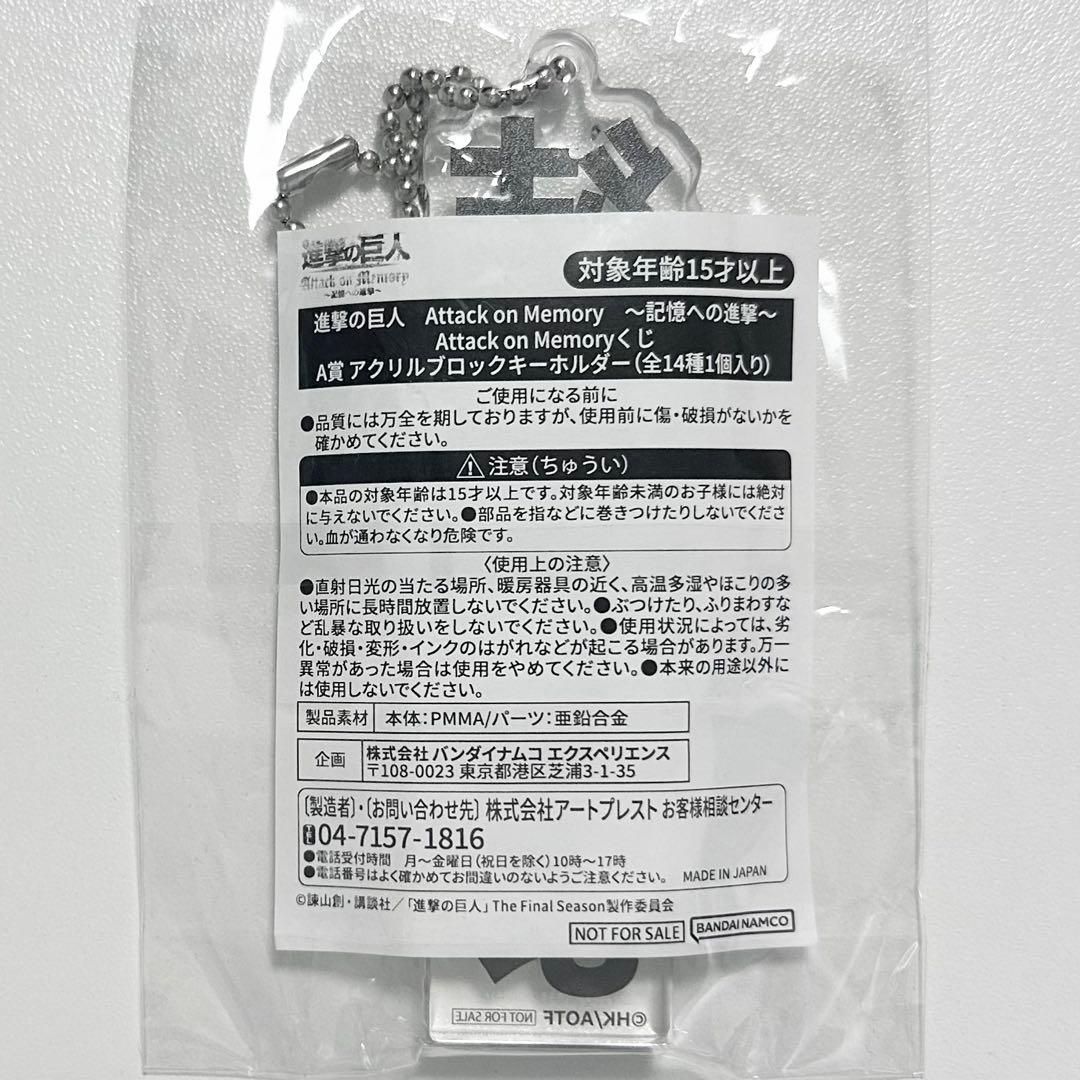 進撃の巨人
Attack on Memory
～記憶への進撃～
対象年齢15才以上
進撃の巨人 Attack on Memory ～記憶への進撃～
Attack on Memoryくじ
A賞 アクリルブロックキーホルダー（全14種1個入り）
ご使用になる前に
●品質には万全を期しておりますが、使用前に傷・破損がないかを
確かめてください。
⚠注意（ちゅうい）
●本品の対象年齢は15才以上です。対象年齢未満のお子様には絶対
に与えないでください。●部品を指などに巻きつけたりしないでくださ
い。血が通わなくなり危険です。
〈使用上の注意〉
●直射日光の当たる場所、暖房器具の近く、高温多湿やほこりの多
い場所に長時間放置しないでください。●ぶつけたり、ふりまわすな
ど乱暴な取り扱いをしないでください。●使用状況によっては、劣
化・破損・変形・インクのはがれなどが起こる場合があります。万一
異常があった場合は使用をやめてください。●本来の用途以外に
は使用しないでください。
製品素材 本体：PMMA/パーツ：亜鉛合金
企画 株式会社 バンダイナムコ エクスペリエンス
〒108-0023 東京都港区芝浦3-1-35
〔製造者〕・〔お問い合わせ先〕 株式会社アートプレスト お客様相談センター
TEL 04-7157-1816
●電話受付時間 月～金曜日（祝日を除く）10時～17時
●電話番号はよく確かめてお間違いのないようご注意ください。 MADE IN JAPAN
©諫山創・講談社／「進撃の巨人」The Final Season製作委員会
NOT FOR SALE BANDAI NAMCO
©HK/AOTF NOT FOR SALE